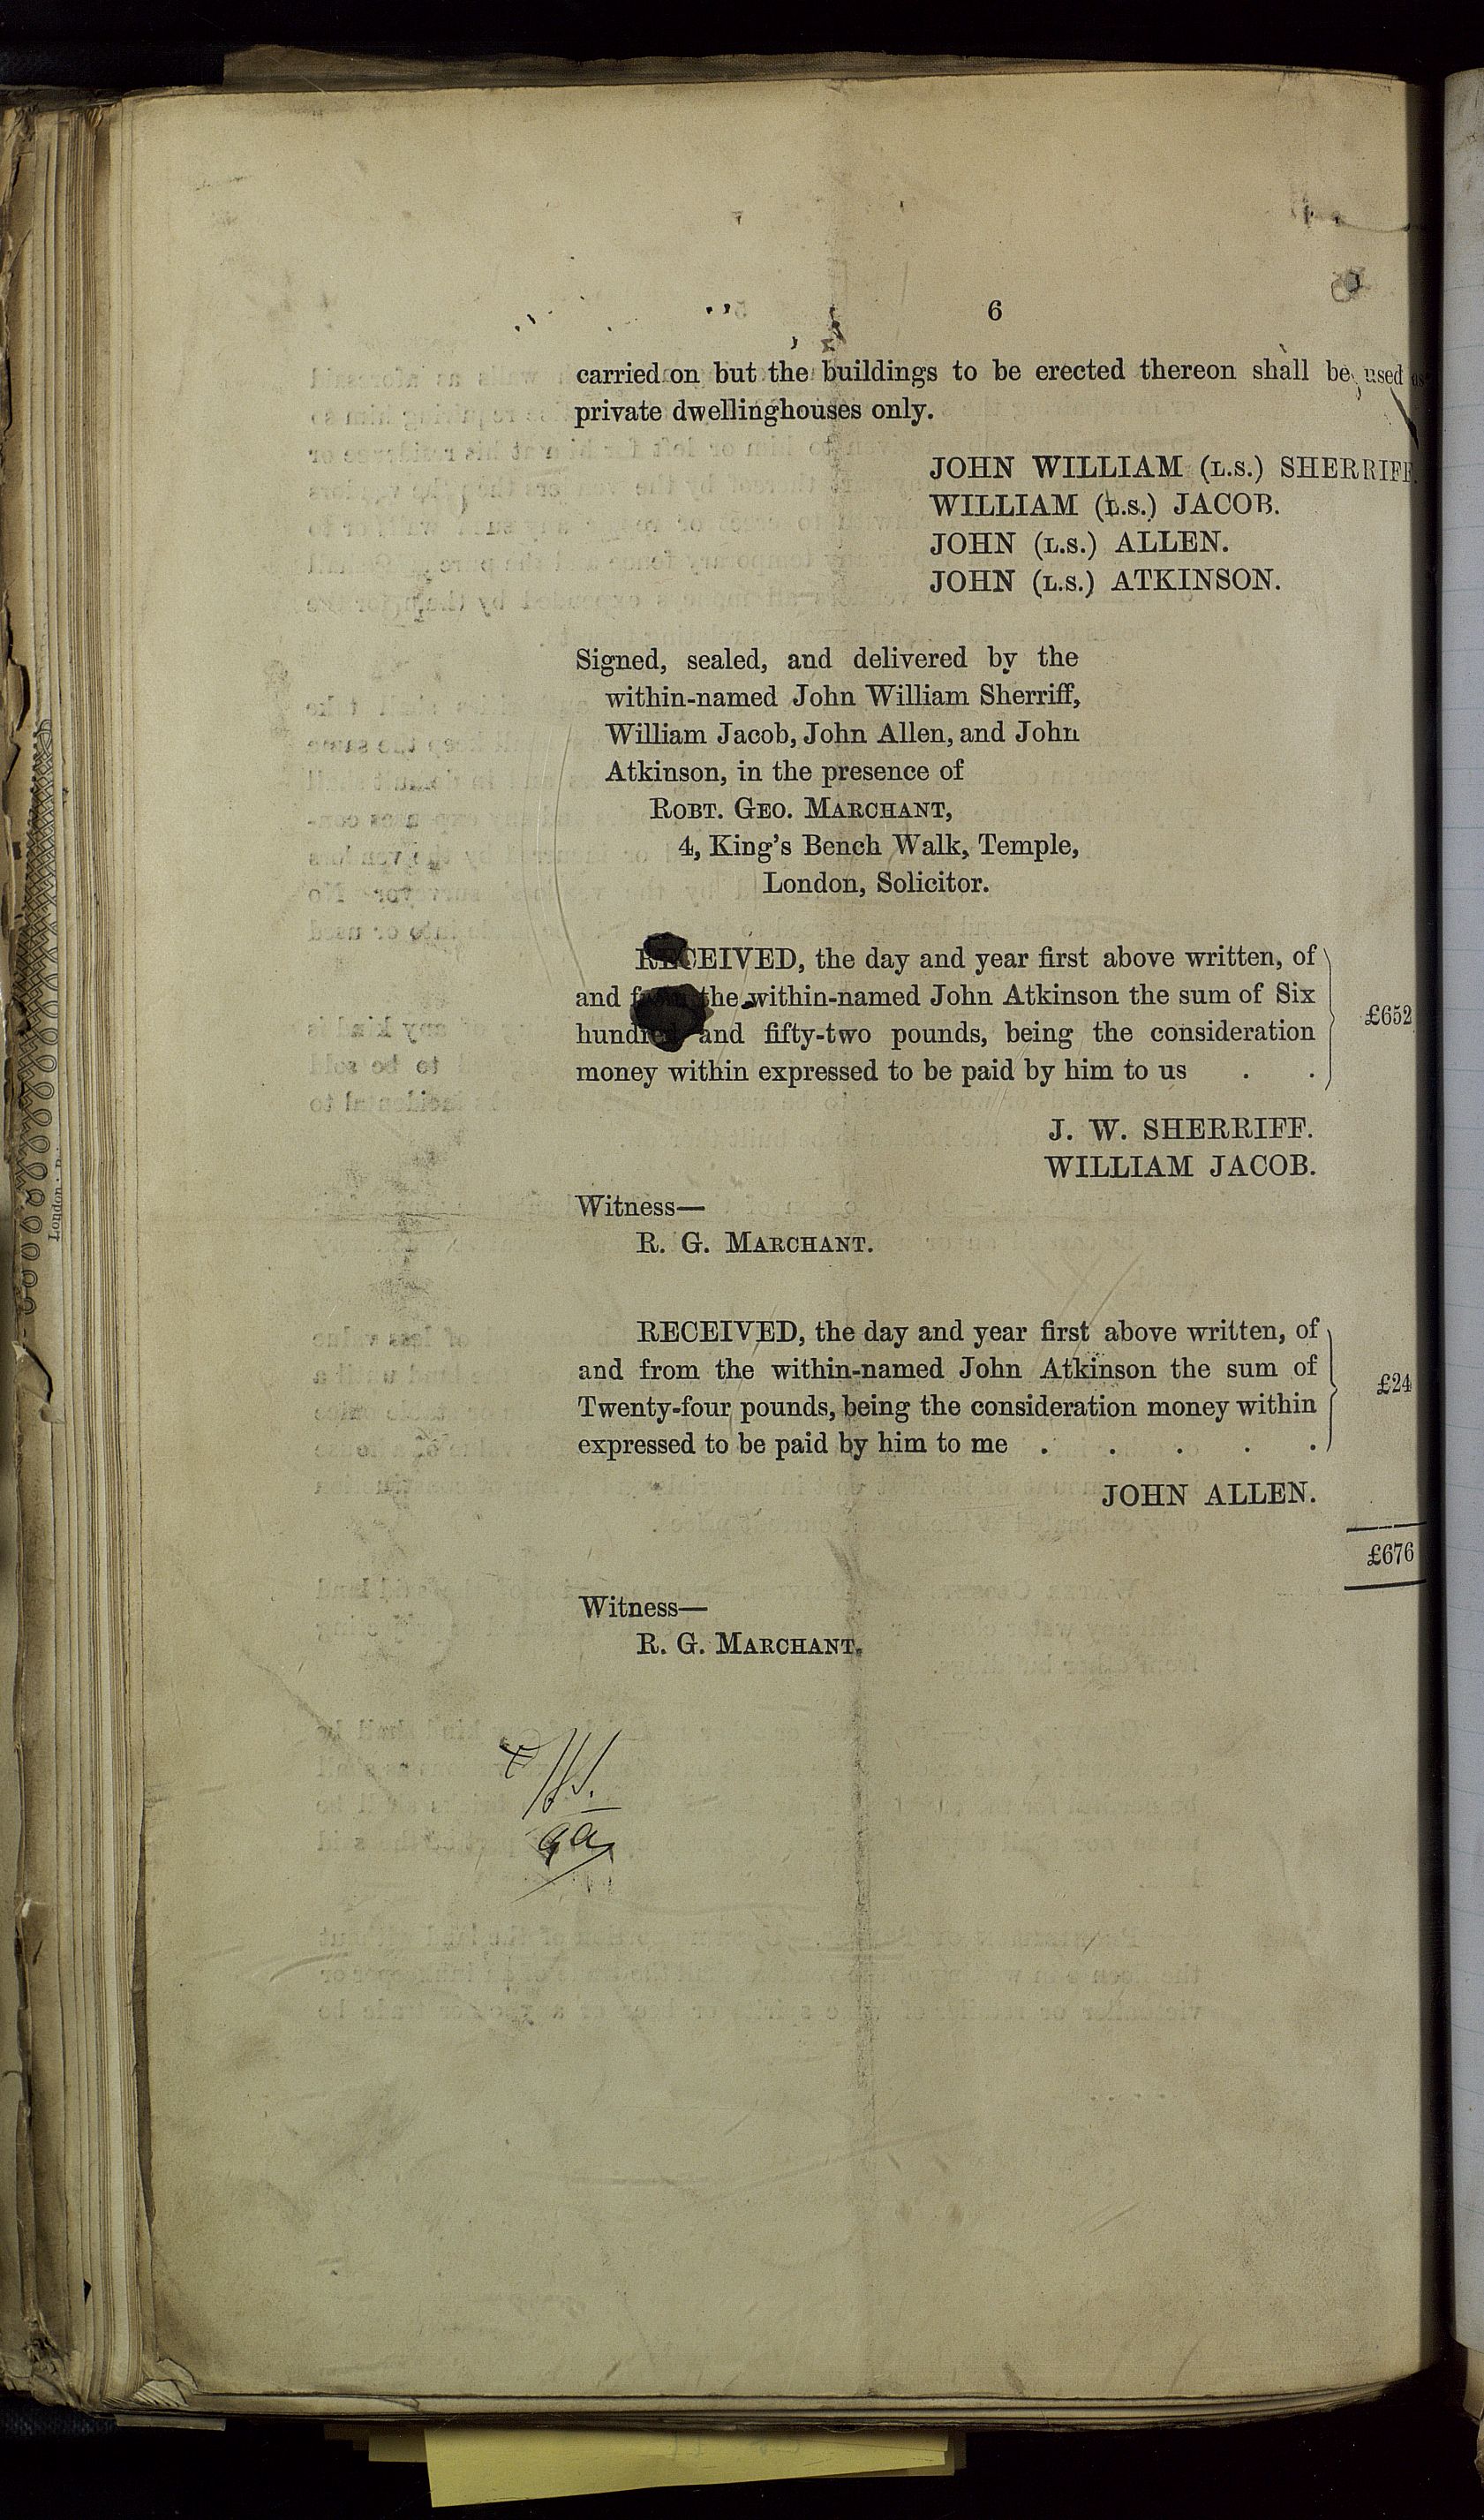 6
carried on but the buildings to be erected thereon shall be used as
private dwellinghouses only.
JOHN WILLIAM (L.S.) SHERRIFF.
WILLIAM (L.S.) JACOB.
JOHN (L.S.) ALLEN.
JOHN (L.S.) ATKINSON.
Signed, sealed, and delivered by the
within-named John William Sherriff,
William Jacob, John Allen, and John
Atkinson, in the presence of
ROBT. GEO. MARCHANT,
4, King's Bench Walk, Temple,
London, Solicitor.
RECEIVED, the day and year first above written, of
and from the within-named John Atkinson the sum of Six
hundred and fifty-two pounds, being the consideration
money within expressed to be paid by him to us . .
£652
J. W. SHERRIFF.
WILLIAM JACOB.
Witness—
R. G. MARCHANT.
RECEIVED, the day and year first above written, of
and from the within-named John Atkinson the sum of
Twenty-four pounds, being the consideration money within
expressed to be paid by him to me . . . . .
£24
JOHN ALLEN.
£676
Witness—
R. G. MARCHANT.
London